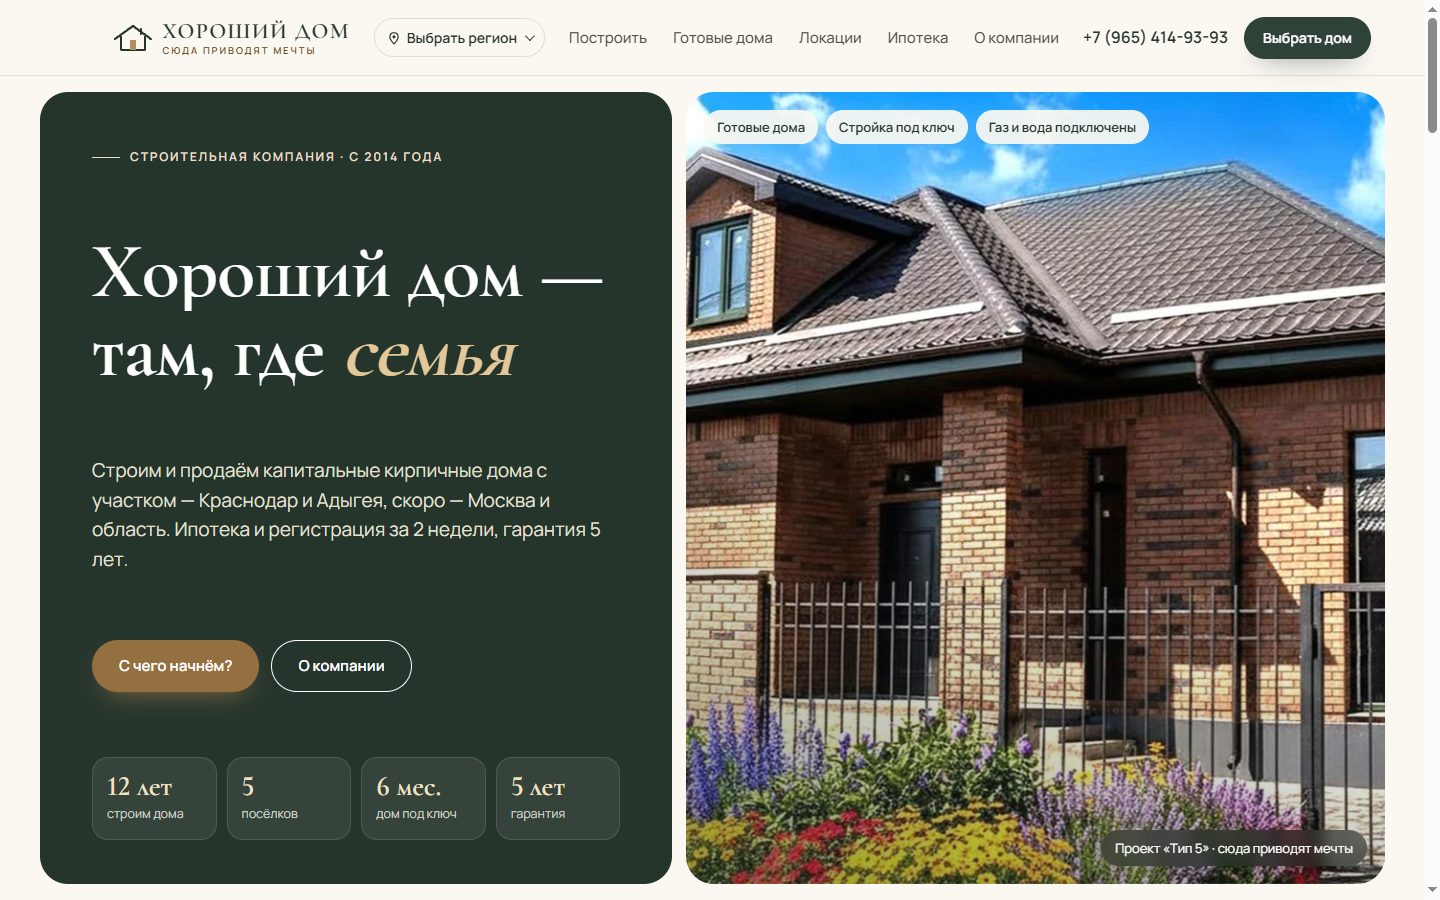 ХОРОШИЙ ДОМ
СЮДА ПРИВОДЯТ МЕЧТЫ
Выбрать регион
Построить
Готовые дома
Локации
Ипотека
О компании
+7 (965) 414-93-93
Выбрать дом
СТРОИТЕЛЬНАЯ КОМПАНИЯ · С 2014 ГОДА
Хороший дом —
там, где семья
Строим и продаём капитальные кирпичные дома с
участком — Краснодар и Адыгея, скоро — Москва и
область. Ипотека и регистрация за 2 недели, гарантия 5
лет.
С чего начнём?
О компании
12 лет
строим дома
5
посёлков
6 мес.
дом под ключ
5 лет
гарантия
Готовые дома
Стройка под ключ
Газ и вода подключены
Проект «Тип 5» · сюда приводят мечты